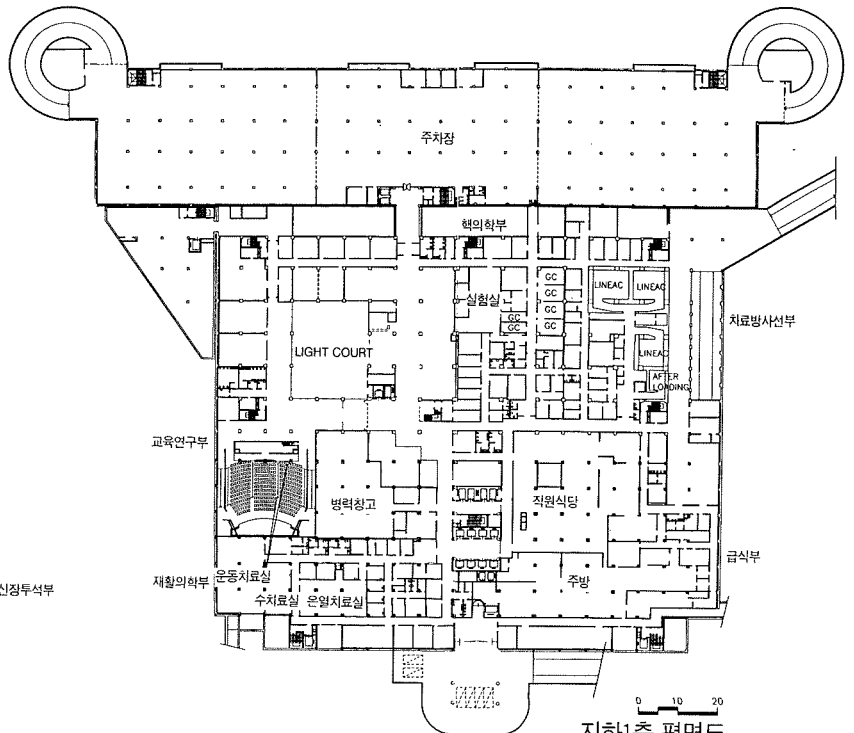 주차장
핵의학부
GC
LINEAC
LINEAC
실험실
GC
GC
GC
GC
GC
치료방사선부
LIGHT COURT
LINEAC
AFTER
LOADING
교육연구부
병력창고
직원식당
급식부
신장투석부
재활의학부
운동치료실
주방
수치료실
온열치료실
0 10 20
지하1층 평면도